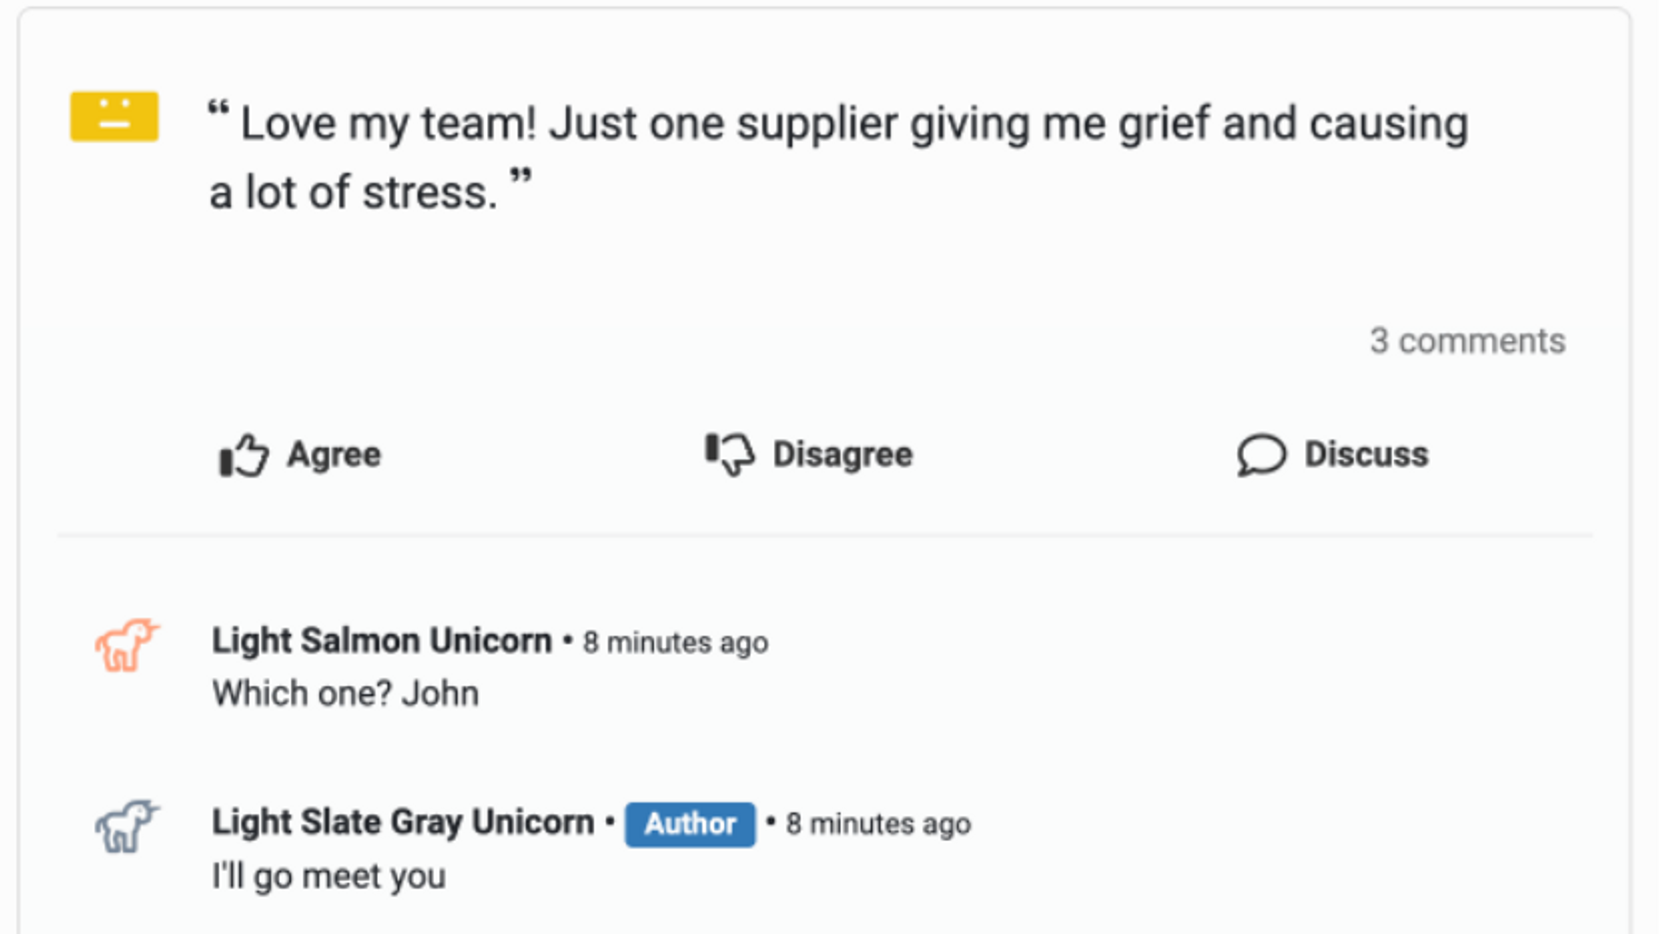 “ Love my team! Just one supplier giving me grief and causing
a lot of stress. ”
3 comments
Agree
Disagree
Discuss
Light Salmon Unicorn • 8 minutes ago
Which one? John
Light Slate Gray Unicorn • Author • 8 minutes ago
I'll go meet you